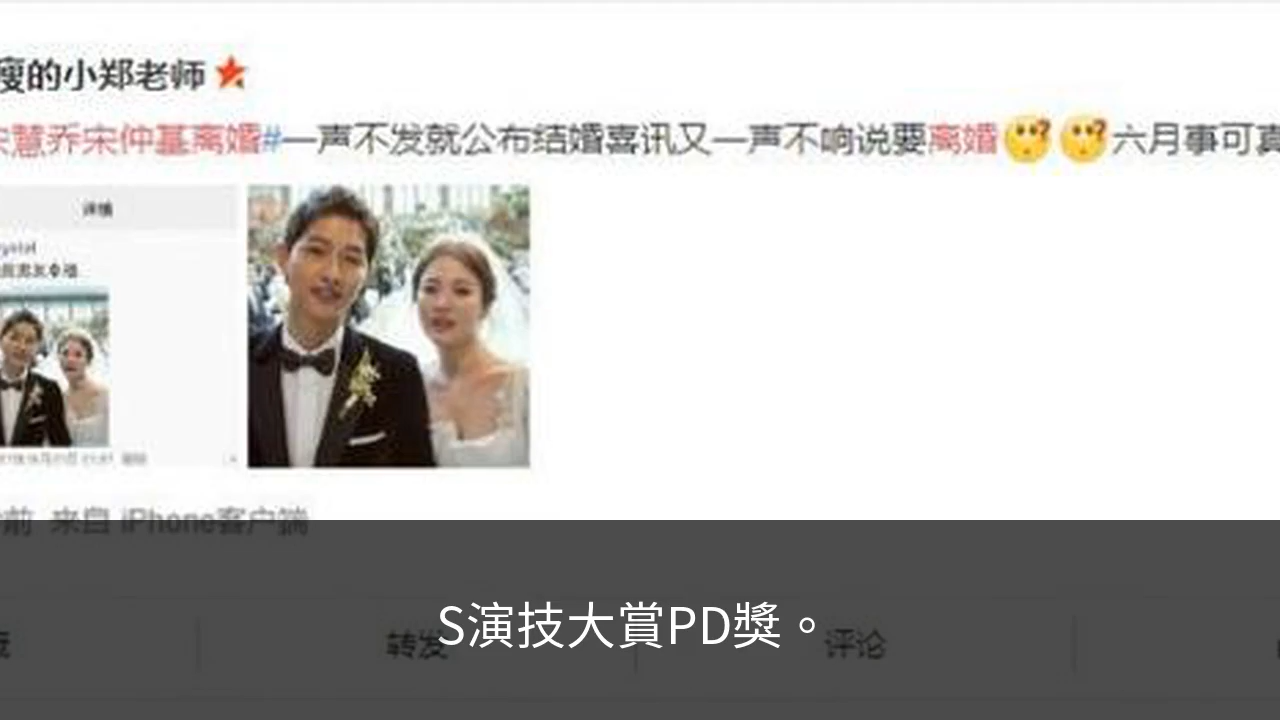 瘦的小郑老师
宋慧乔宋仲基离婚#一声不发就公布结婚喜讯又一声不响说要离婚 六月事可真
详情
前 来自 iPhone客户端
S演技大賞PD獎。
转发
评论